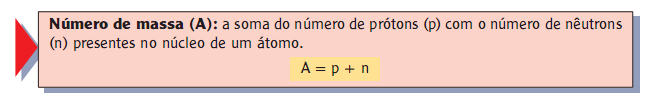 Número de massa (A): a soma do número de prótons (p) com o número de nêutrons
(n) presentes no núcleo de um átomo.
A = p + n